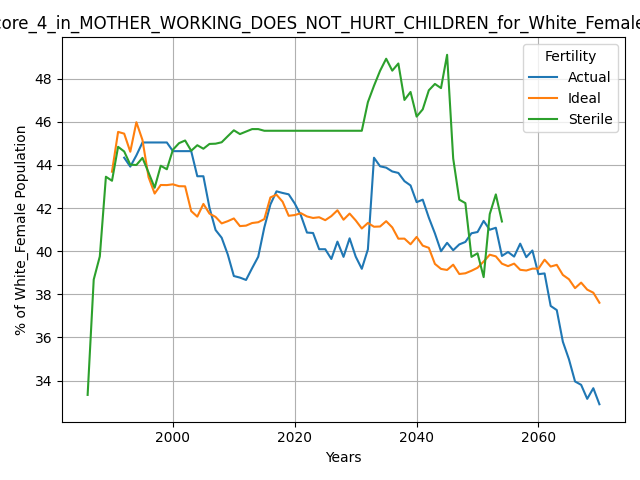 core_4_in_MOTHER_WORKING_DOES_NOT_HURT_CHILDREN_for_White_Female
Fertility
Actual
Ideal
Sterile
% of White_Female Population
48
46
44
42
40
38
36
34
2000 2020 2040 2060
Years